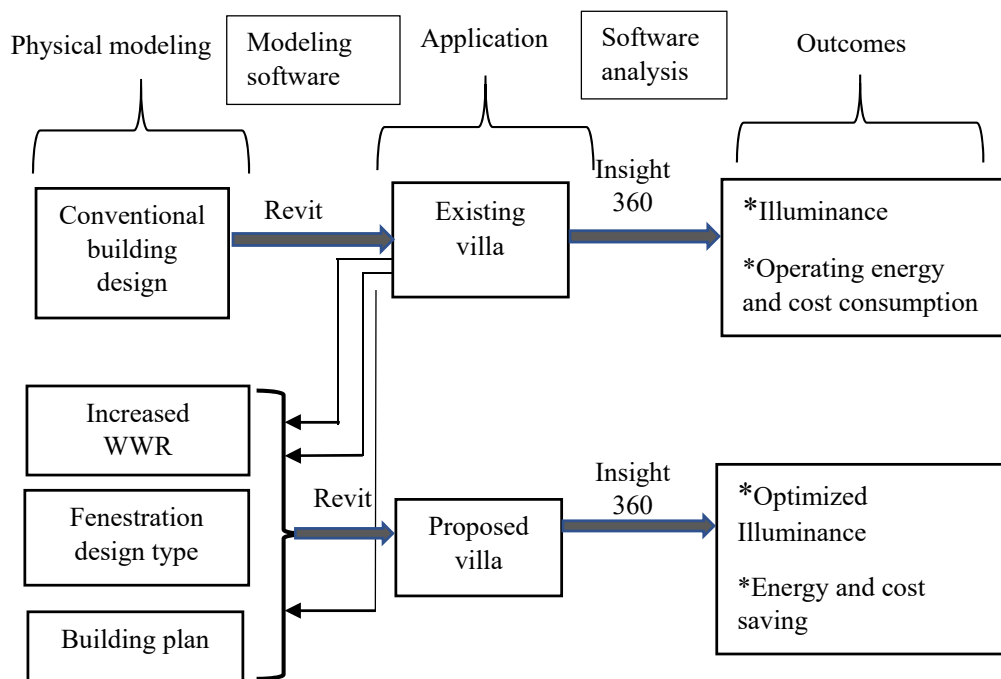 Physical modeling
Modeling
software
Application
Software
analysis
Outcomes
Conventional
building
design
Revit
Existing
villa
Insight
360
*Illuminance
*Operating energy
and cost consumption
Increased
WWR
Fenestration
design type
Building plan
Revit
Proposed
villa
Insight
360
*Optimized
Illuminance
*Energy and cost
saving